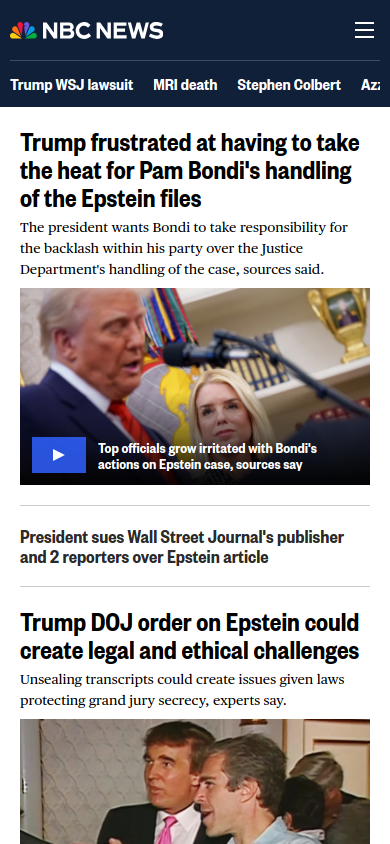 NBC NEWS
Trump WSJ lawsuit MRI death Stephen Colbert
Trump frustrated at having to take
the heat for Pam Bondi's handling
of the Epstein files
The president wants Bondi to take responsibility for
the backlash within his party over the Justice
Department's handling of the case, sources said.
Top officials grow irritated with Bondi's
actions on Epstein case, sources say
President sues Wall Street Journal's publisher
and 2 reporters over Epstein article
Trump DOJ order on Epstein could
create legal and ethical challenges
Unsealing transcripts could create issues given laws
protecting grand jury secrecy, experts say.